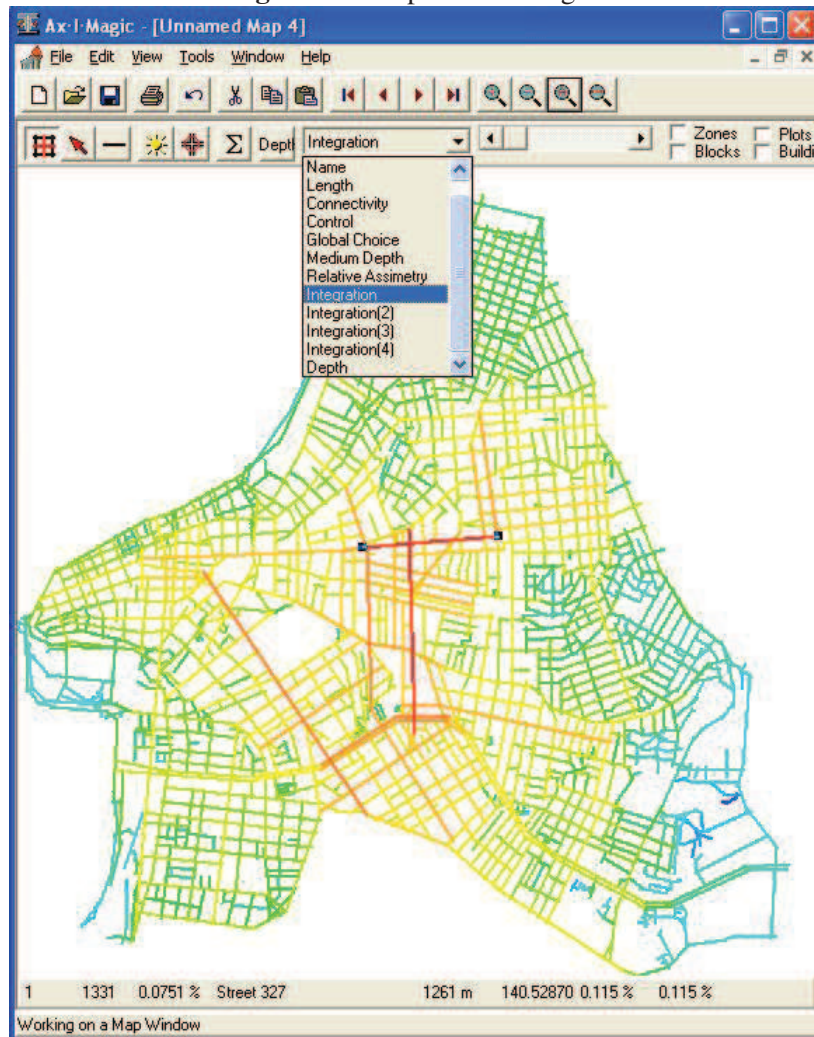 Ax·I·Magic - [Unnamed Map 4]
File Edit View Tools Window Help
Σ Depth Integration Zones Plots
Blocks Buildi
Name
Length
Connectivity
Control
Global Choice
Medium Depth
Relative Assimetry
Integration
Integration(2)
Integration(3)
Integration(4)
Depth
1 1331 0.0751 % Street 327 1261 m 140.52870 0.115 % 0.115 %
Working on a Map Window